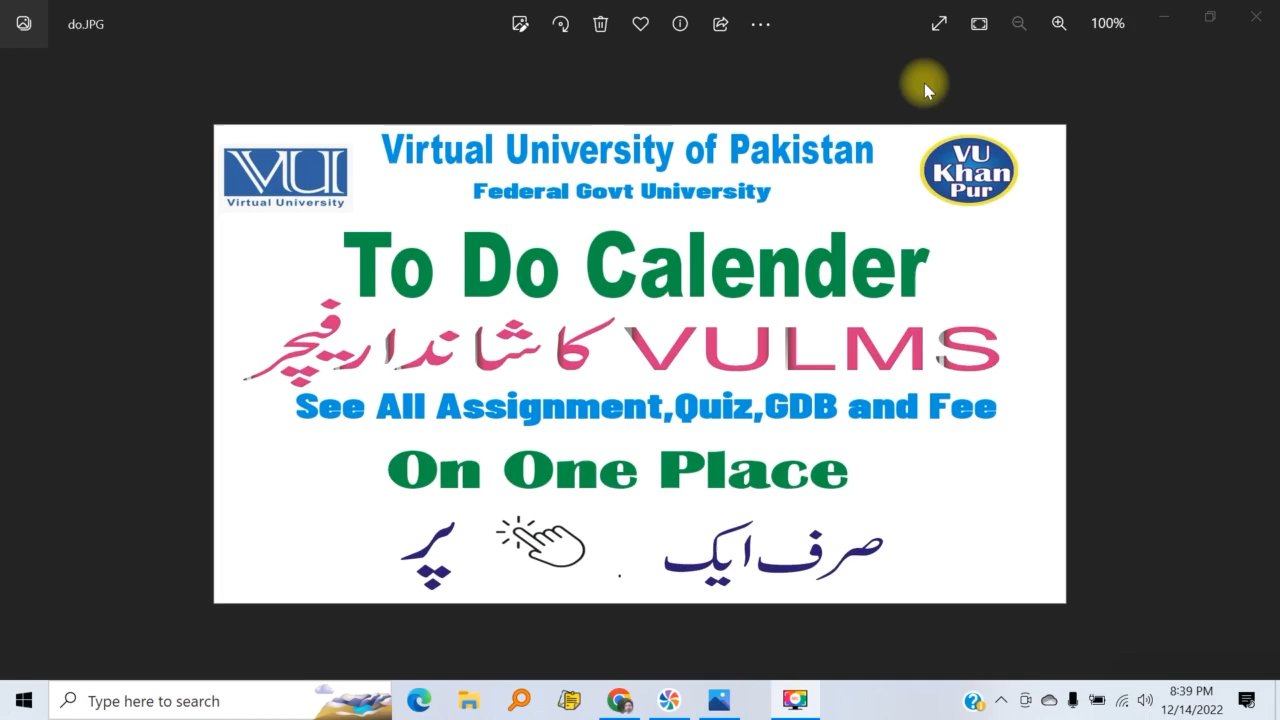 do.JPG
100%
VU
Virtual University
Virtual University of Pakistan
Federal Govt University
VU
Khan
Pur
To Do Calender
VULMS کا شاندار فیچر
See All Assignment,Quiz,GDB and Fee
On One Place
صرف ایک پر
Type here to search
8:39 PM
12/14/2022